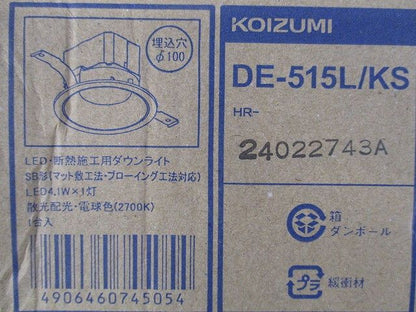 埋込穴
φ100
LED・断熱施工用ダウンライト
SB形(マット敷工法・ブローイング工法対応)
LED4.1W×1灯
散光配光・電球色(2700K)
1台入
4906460745054
KOIZUMI
DE-515L/KS
HR-
24022743A
箱
ダンボール
プラ
緩衝材